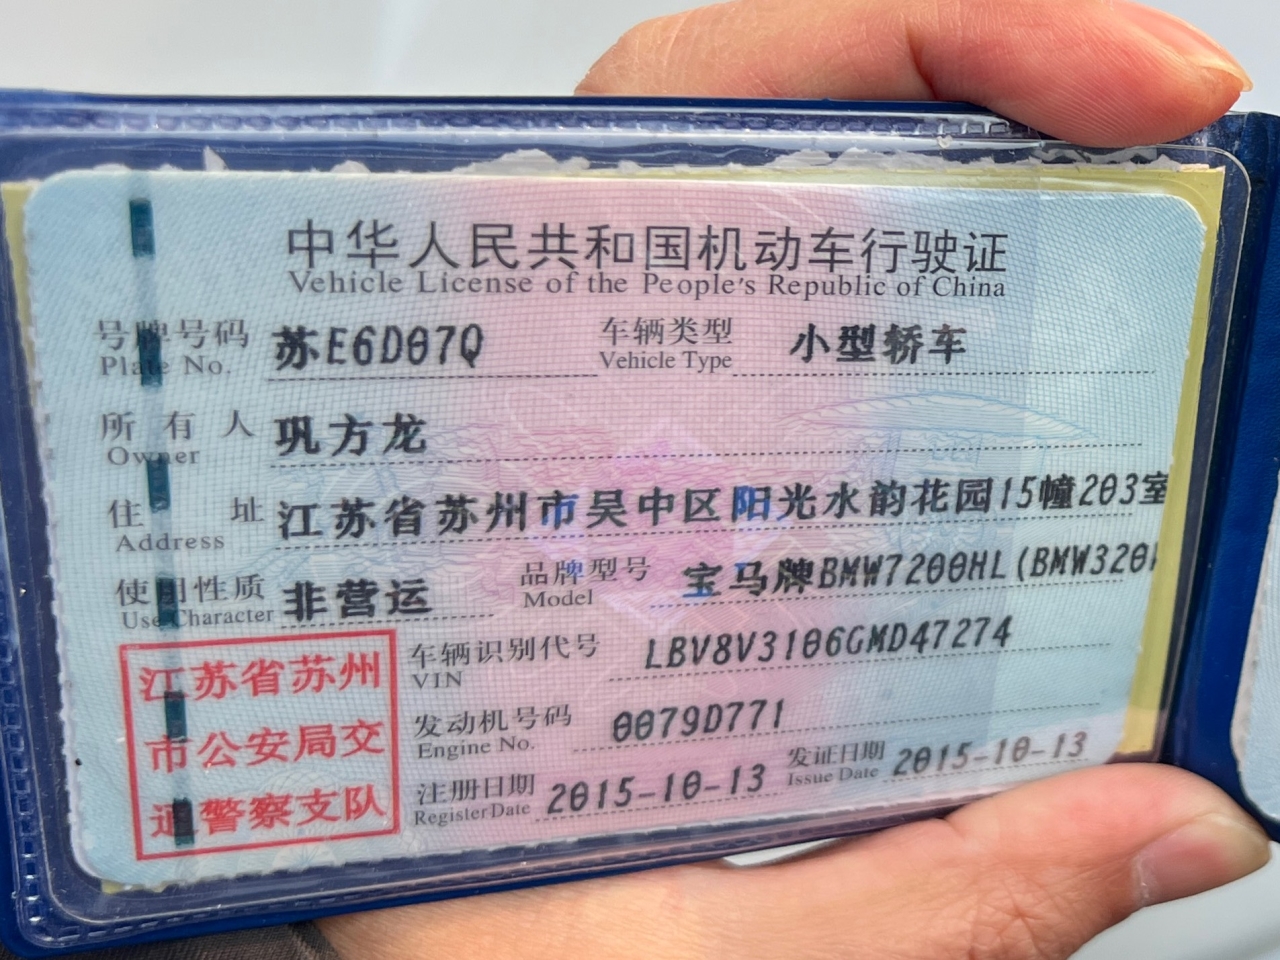 中华人民共和国机动车行驶证
Vehicle License of the People's Republic of China
号牌号码 苏E6D07Q 车辆类型 小型轿车
Plate No. Vehicle Type
所有人 巩方龙
Owner
住址 江苏省苏州市吴中区阳光水韵花园15幢203室
Address
使用性质 非营运 品牌型号 宝马牌BMW7200HL(BMW320
Use Character Model
车辆识别代号 LBV8V3106GMD47274
VIN
发动机号码 0079D771
Engine No.
注册日期 2015-10-13 发证日期 2015-10-13
Register Date Issue Date
江苏省苏州
市公安局交
通警察支队